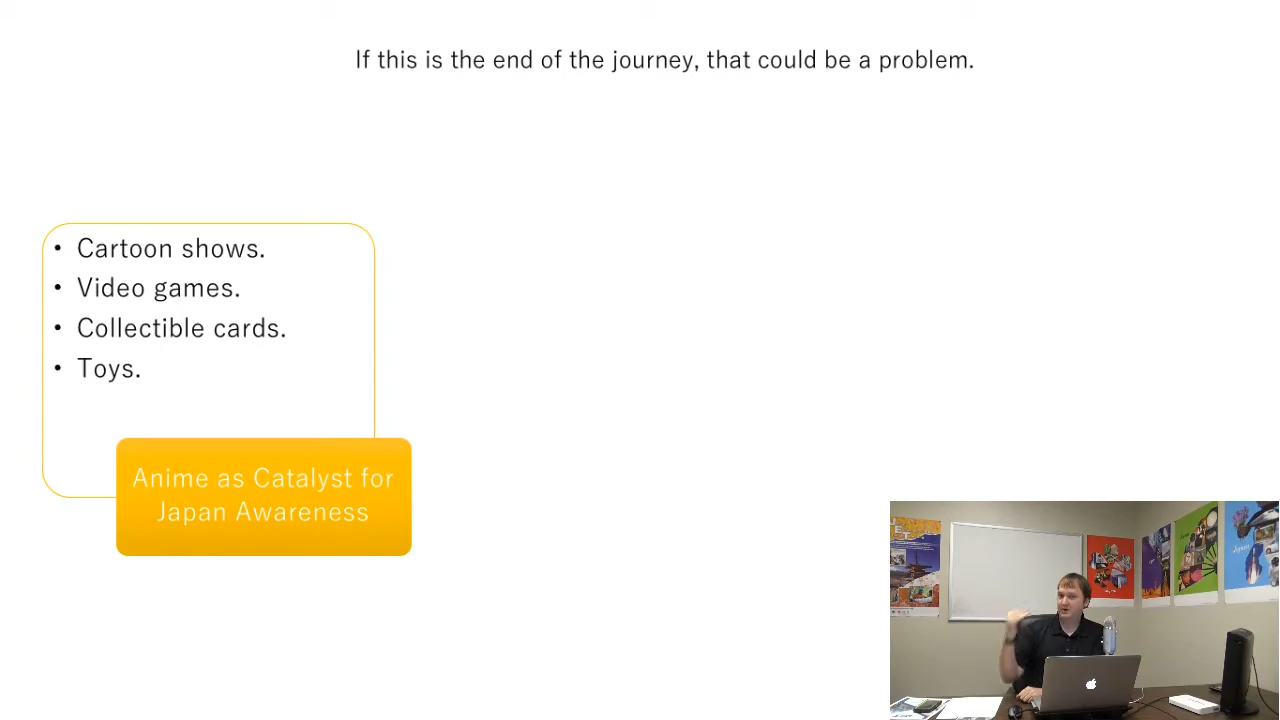 If this is the end of the journey, that could be a problem.
• Cartoon shows.
• Video games.
• Collectible cards.
• Toys.
Anime as Catalyst for
Japan Awareness